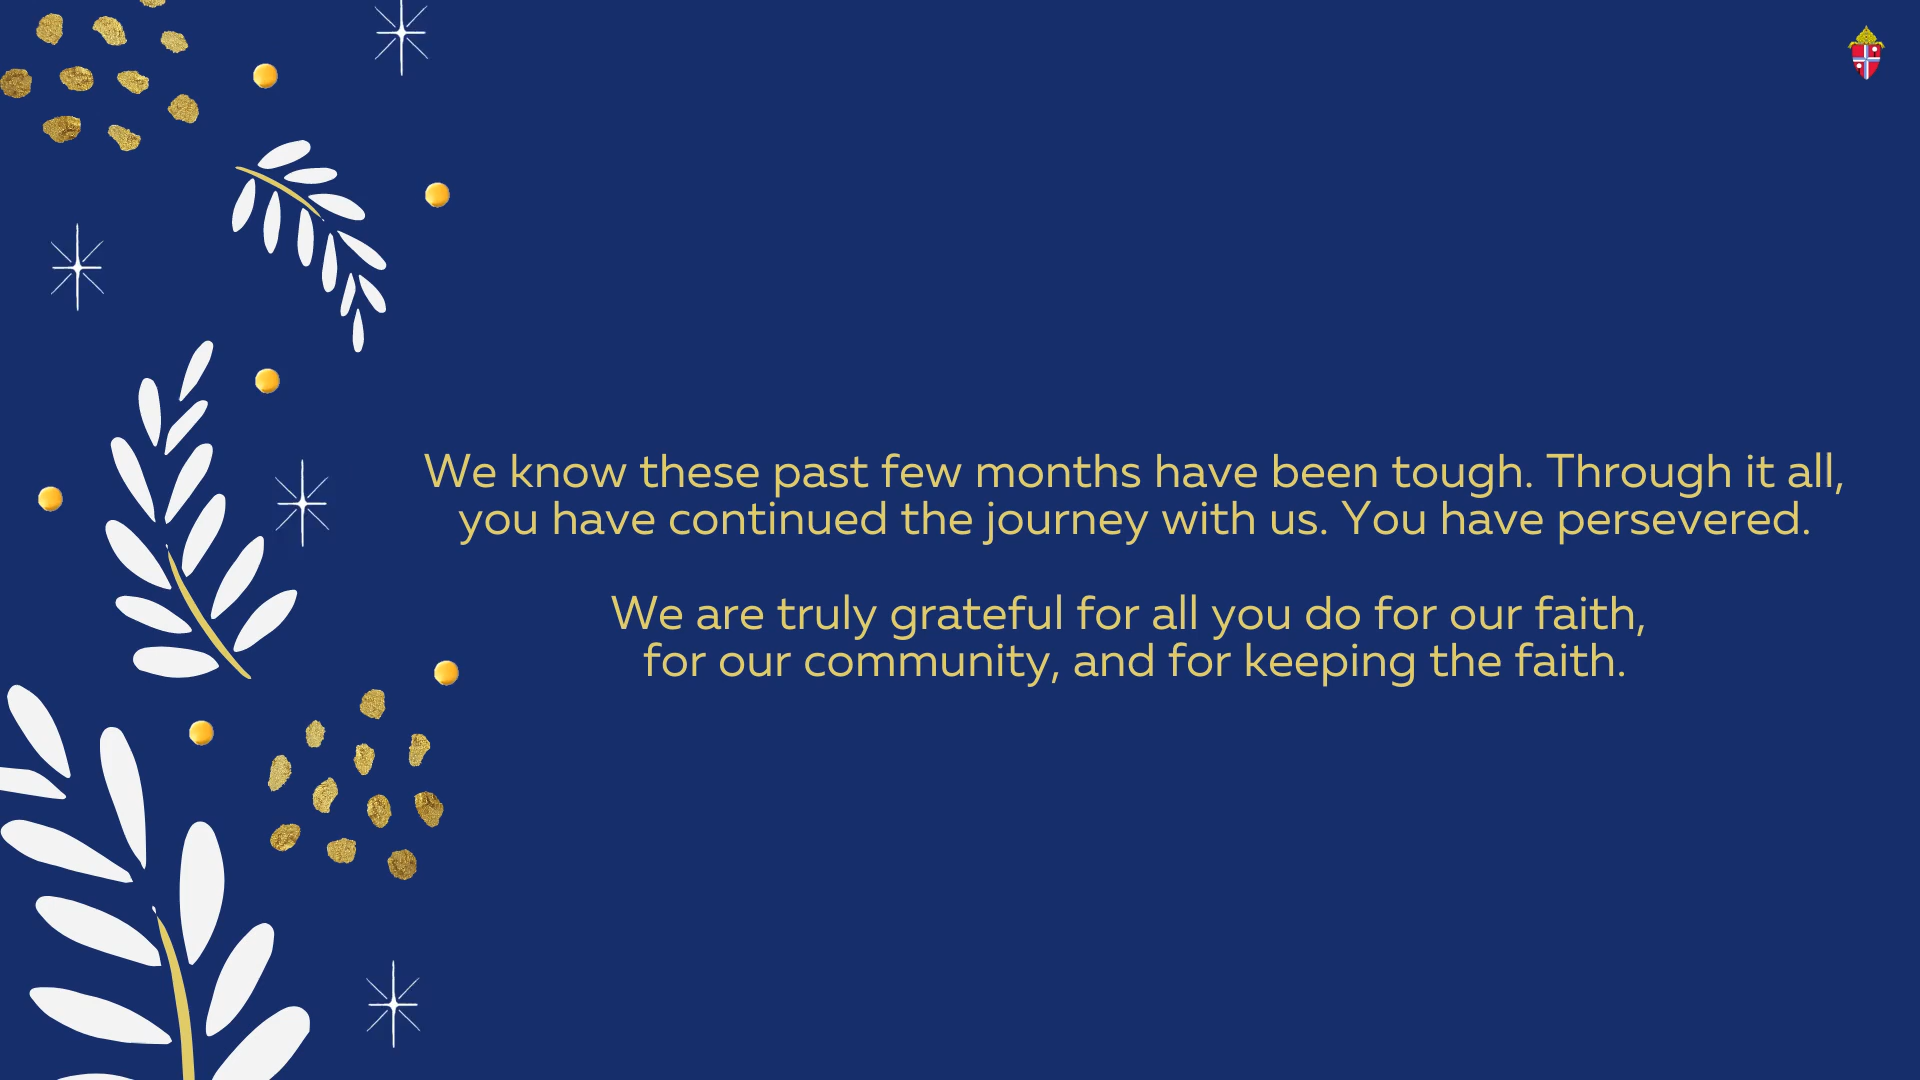 We know these past few months have been tough. Through it all,
you have continued the journey with us. You have persevered.
We are truly grateful for all you do for our faith,
for our community, and for keeping the faith.